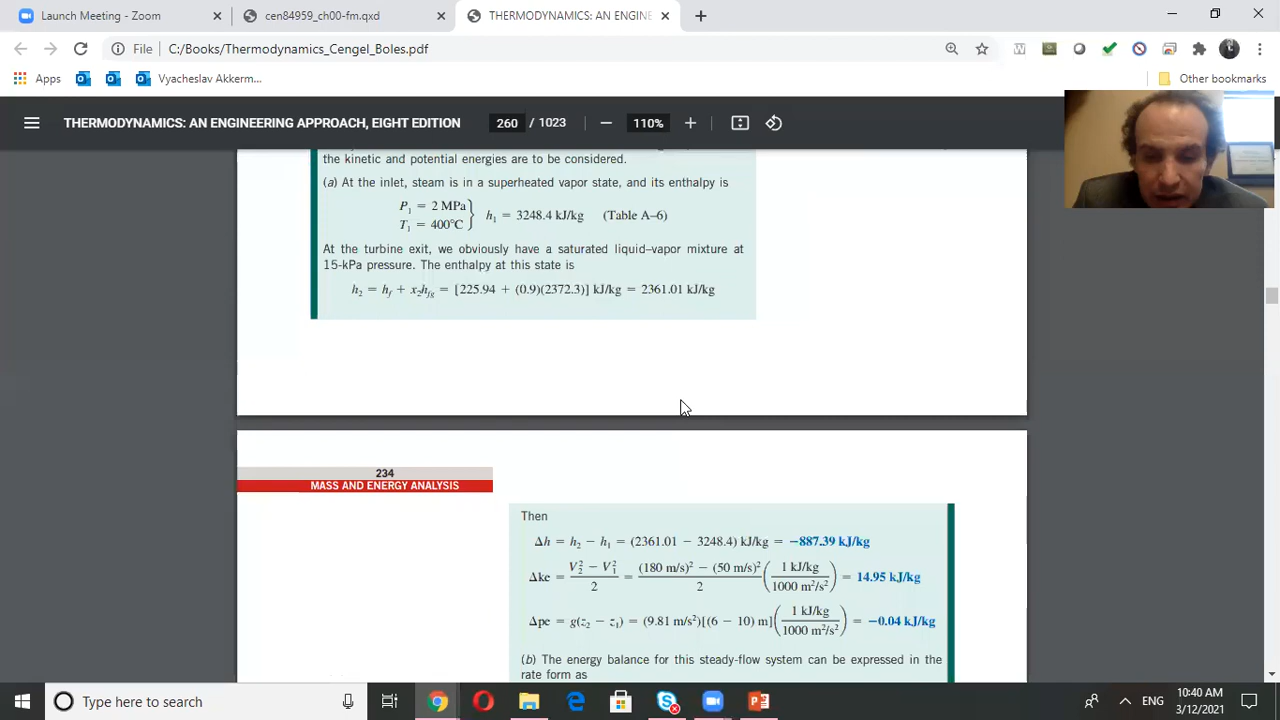 Launch Meeting - Zoom
cen84959_ch00-fm.qxd
THERMODYNAMICS: AN ENGINE
File
C:/Books/Thermodynamics_Cengel_Boles.pdf
Apps
Vyacheslav Akkerm...
Other bookmarks
THERMODYNAMICS: AN ENGINEERING APPROACH, EIGHT EDITION
260 / 1023
110%
the kinetic and potential energies are to be considered.
(a) At the inlet, steam is in a superheated vapor state, and its enthalpy is
P₁ = 2 MPa
T₁ = 400°C } h₁ = 3248.4 kJ/kg (Table A–6)
At the turbine exit, we obviously have a saturated liquid–vapor mixture at
15-kPa pressure. The enthalpy at this state is
h₂ = h_f + x₂h_fg = [225.94 + (0.9)(2372.3)] kJ/kg = 2361.01 kJ/kg
234
MASS AND ENERGY ANALYSIS
Then
Δh = h₂ − h₁ = (2361.01 − 3248.4) kJ/kg = −887.39 kJ/kg
Δke = (V₂² − V₁²)/2 = ((180 m/s)² − (50 m/s)²)/2 (1 kJ/kg / 1000 m²/s²) = 14.95 kJ/kg
Δpe = g(z₂ − z₁) = (9.81 m/s²)[(6 − 10) m](1 kJ/kg / 1000 m²/s²) = −0.04 kJ/kg
(b) The energy balance for this steady-flow system can be expressed in the
rate form as
Type here to search
ENG
10:40 AM
3/12/2021